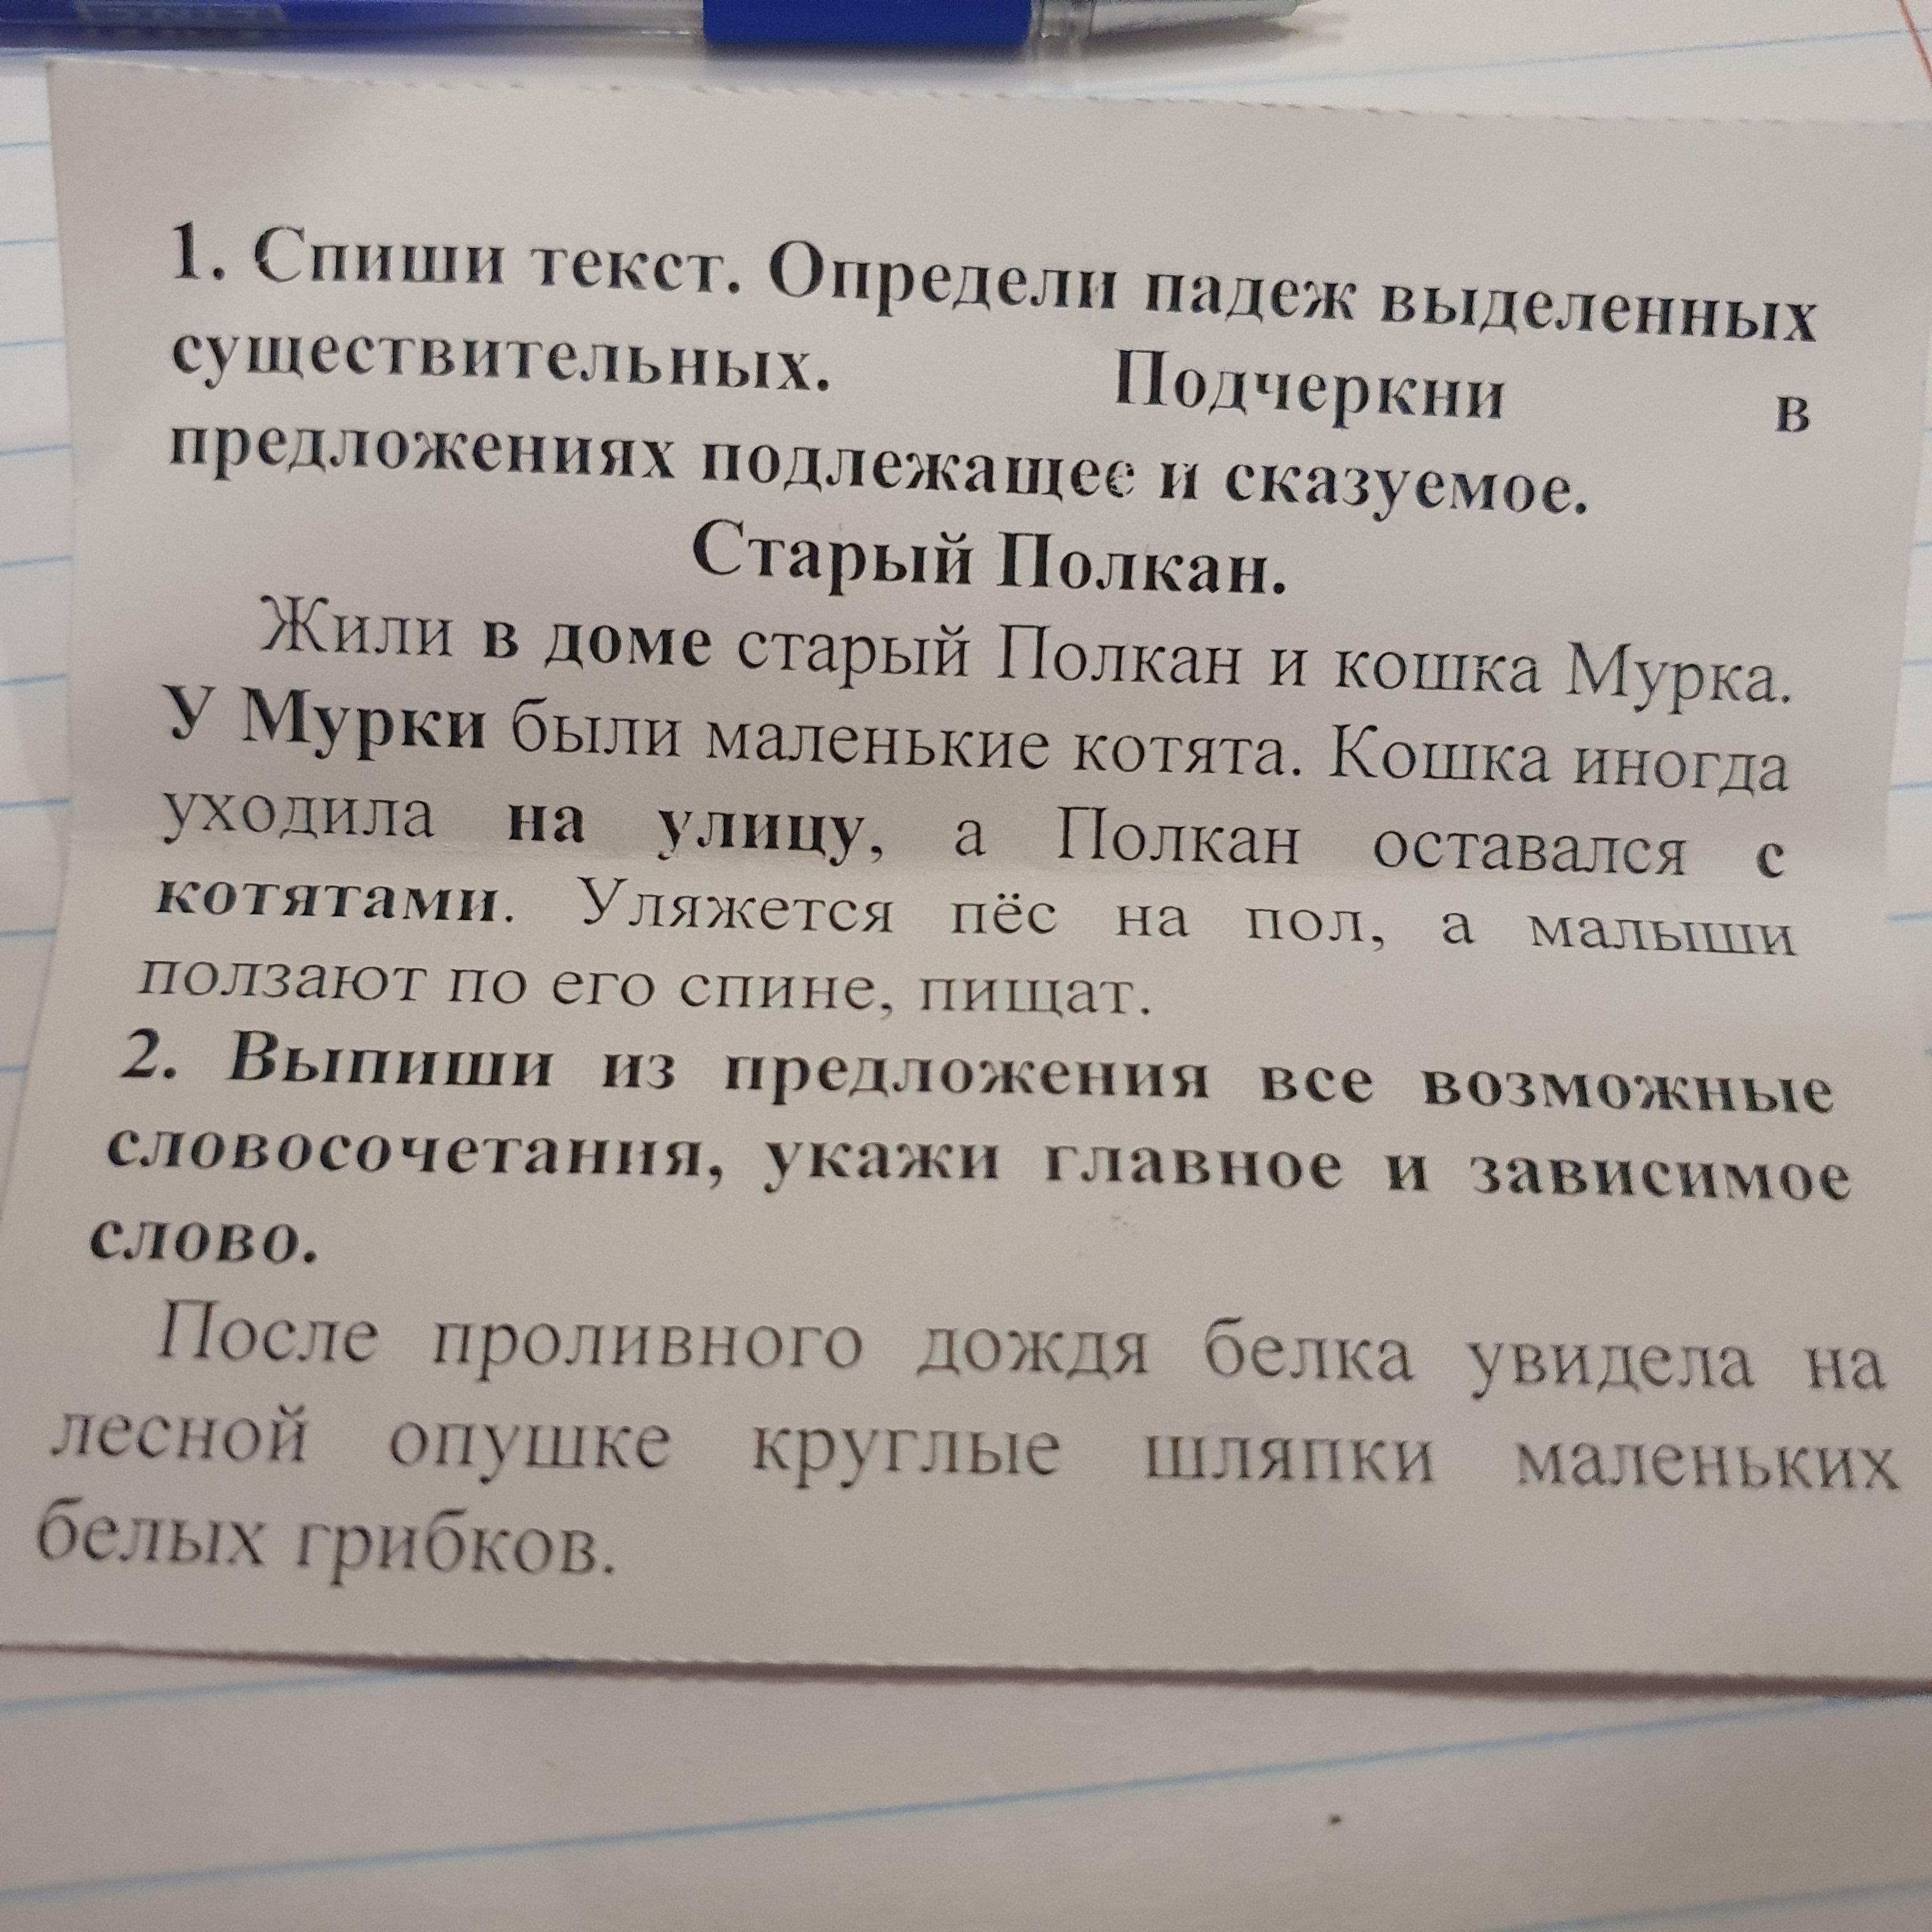 1. Спиши текст. Определи падеж выделенных
существительных. Подчеркни в
предложениях подлежащее и сказуемое.
Старый Полкан.
Жили в доме старый Полкан и кошка Мурка.
У Мурки были маленькие котята. Кошка иногда
уходила на улицу, а Полкан оставался с
котятами. Уляжется пёс на пол, а малыши
ползают по его спине, пищат.
2. Выпиши из предложения все возможные
словосочетания, укажи главное и зависимое
слово.
После проливного дождя белка увидела на
лесной опушке круглые шляпки маленьких
белых грибков.